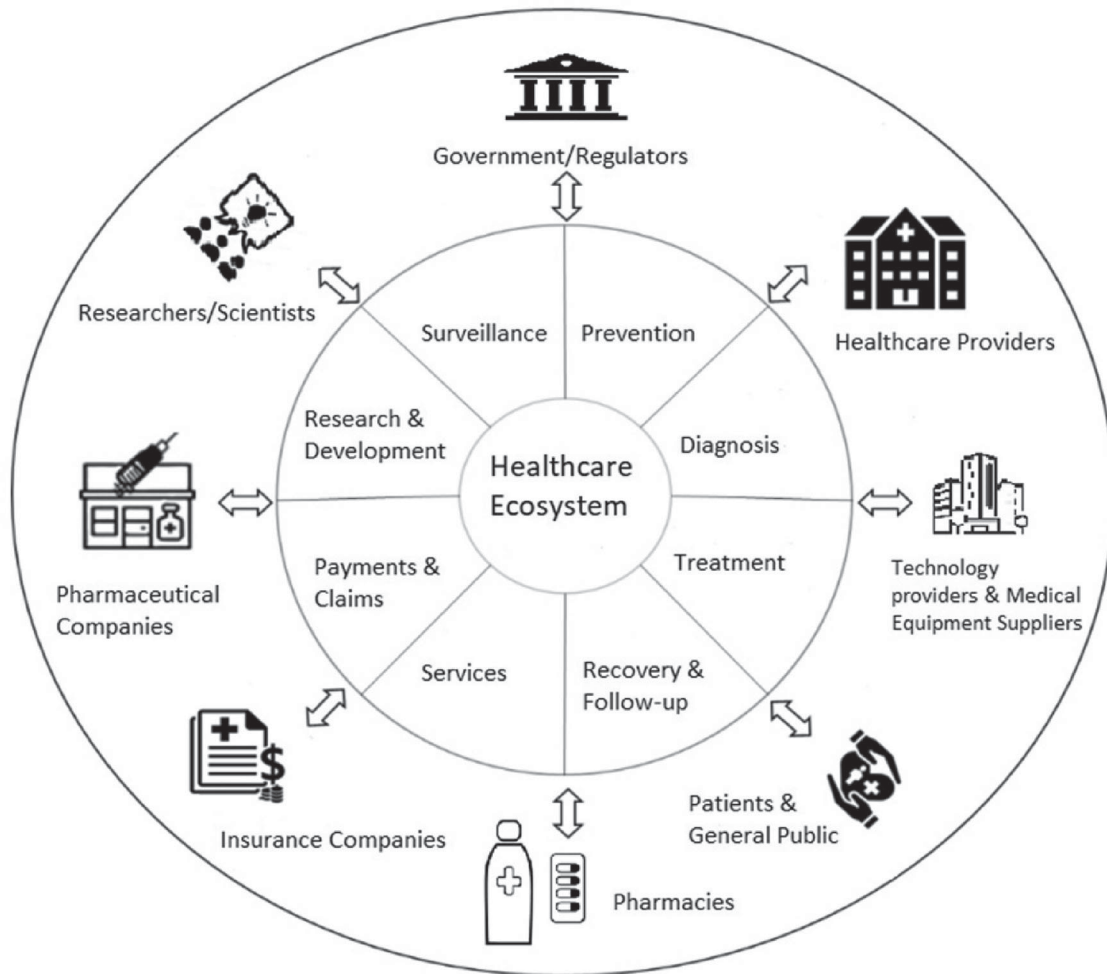 Government/Regulators
Researchers/Scientists
Healthcare Providers
Surveillance
Prevention
Research &
Development
Diagnosis
Healthcare
Ecosystem
Pharmaceutical
Companies
Payments &
Claims
Treatment
Technology
providers & Medical
Equipment Suppliers
Services
Recovery &
Follow-up
Insurance Companies
Patients &
General Public
Pharmacies
$